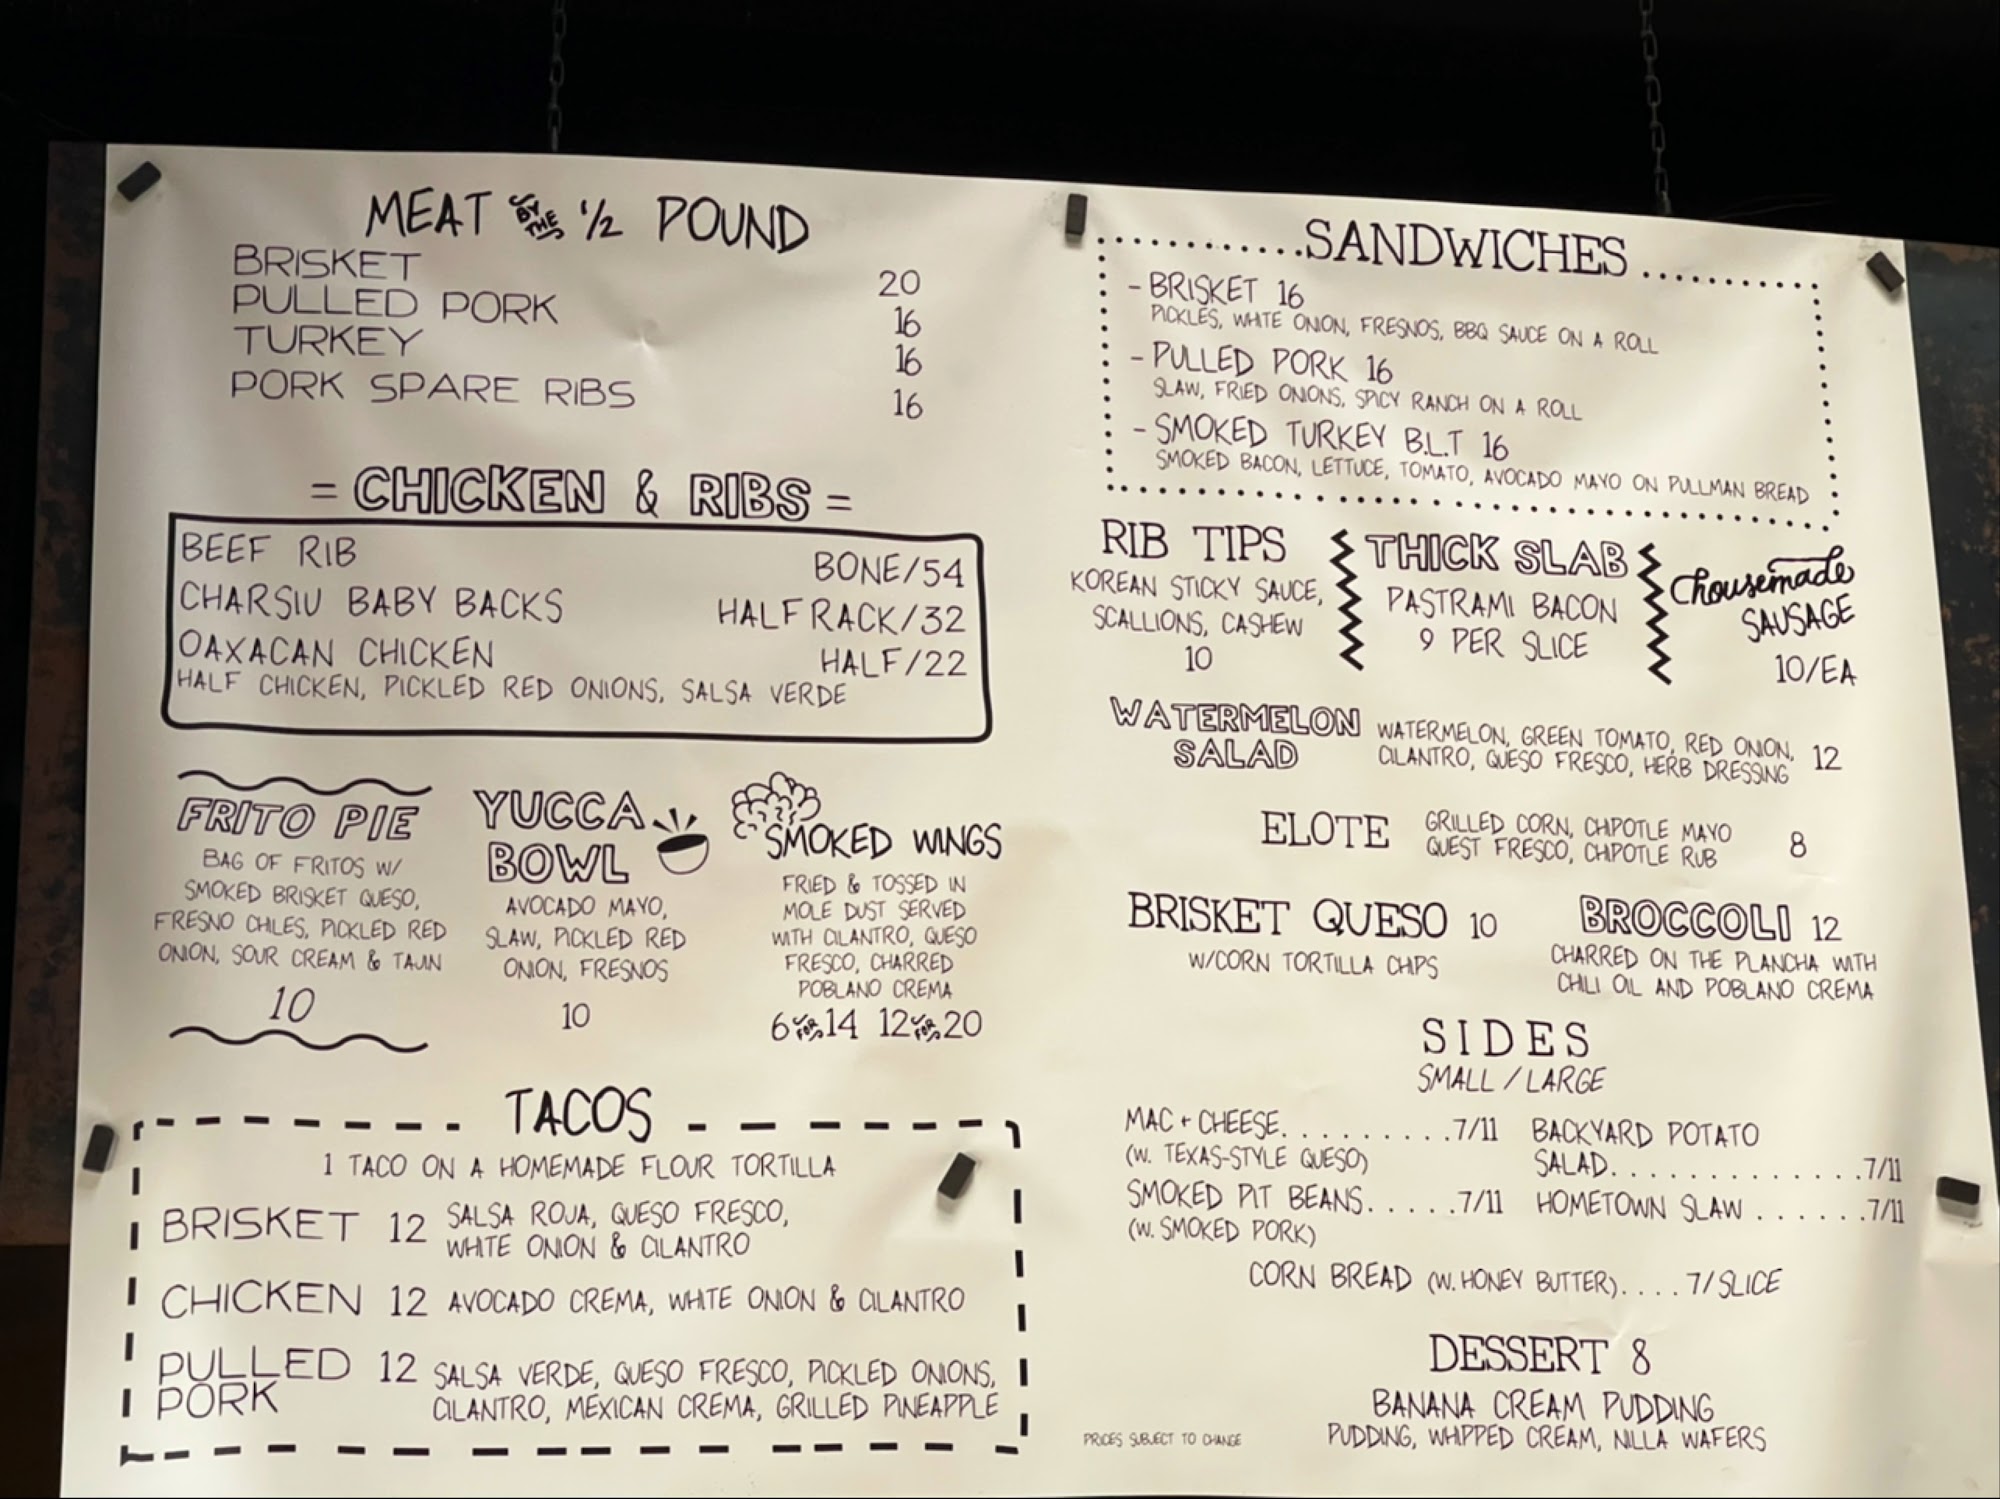 MEAT BY THE 1/2 POUND
BRISKET 20
PULLED PORK 16
TURKEY 16
PORK SPARE RIBS 16
= CHICKEN & RIBS =
BEEF RIB BONE/54
CHARSIU BABY BACKS HALF RACK/32
OAXACAN CHICKEN HALF/22
HALF CHICKEN, PICKLED RED ONIONS, SALSA VERDE
FRITO PIE
BAG OF FRITOS W/
SMOKED BRISKET QUESO,
FRESNO CHILES, PICKLED RED
ONION, SOUR CREAM & TAJIN
10
YUCCA
BOWL
AVOCADO MAYO,
SLAW, PICKLED RED
ONION, FRESNOS
10
SMOKED WINGS
FRIED & TOSSED IN
MOLE DUST SERVED
WITH CILANTRO, QUESO
FRESCO, CHARRED
POBLANO CREMA
6 FOR 14 12 FOR 20
TACOS
1 TACO ON A HOMEMADE FLOUR TORTILLA
BRISKET 12 SALSA ROJA, QUESO FRESCO,
WHITE ONION & CILANTRO
CHICKEN 12 AVOCADO CREMA, WHITE ONION & CILANTRO
PULLED 12 SALSA VERDE, QUESO FRESCO, PICKLED ONIONS,
PORK CILANTRO, MEXICAN CREMA, GRILLED PINEAPPLE
SANDWICHES
- BRISKET 16
PICKLES, WHITE ONION, FRESNOS, BBQ SAUCE ON A ROLL
- PULLED PORK 16
SLAW, FRIED ONIONS, SPICY RANCH ON A ROLL
- SMOKED TURKEY B.L.T 16
SMOKED BACON, LETTUCE, TOMATO, AVOCADO MAYO ON PULLMAN BREAD
RIB TIPS
KOREAN STICKY SAUCE,
SCALLIONS, CASHEW
10
THICK SLAB
PASTRAMI BACON
9 PER SLICE
Chousemade
SAUSAGE
10/EA
WATERMELON
SALAD
WATERMELON, GREEN TOMATO, RED ONION,
CILANTRO, QUESO FRESCO, HERB DRESSING
12
ELOTE
GRILLED CORN, CHIPOTLE MAYO
QUEST FRESCO, CHIPOTLE RUB
8
BRISKET QUESO 10
W/CORN TORTILLA CHIPS
BROCCOLI 12
CHARRED ON THE PLANCHA WITH
CHILI OIL AND POBLANO CREMA
SIDES
SMALL / LARGE
MAC + CHEESE..........7/11
(W. TEXAS-STYLE QUESO)
SMOKED PIT BEANS......7/11
(W. SMOKED PORK)
BACKYARD POTATO
SALAD..............7/11
HOMETOWN SLAW.......7/11
CORN BREAD (W. HONEY BUTTER).... 7/SLICE
DESSERT 8
BANANA CREAM PUDDING
PUDDING, WHIPPED CREAM, NILLA WAFERS
PRICES SUBJECT TO CHANGE